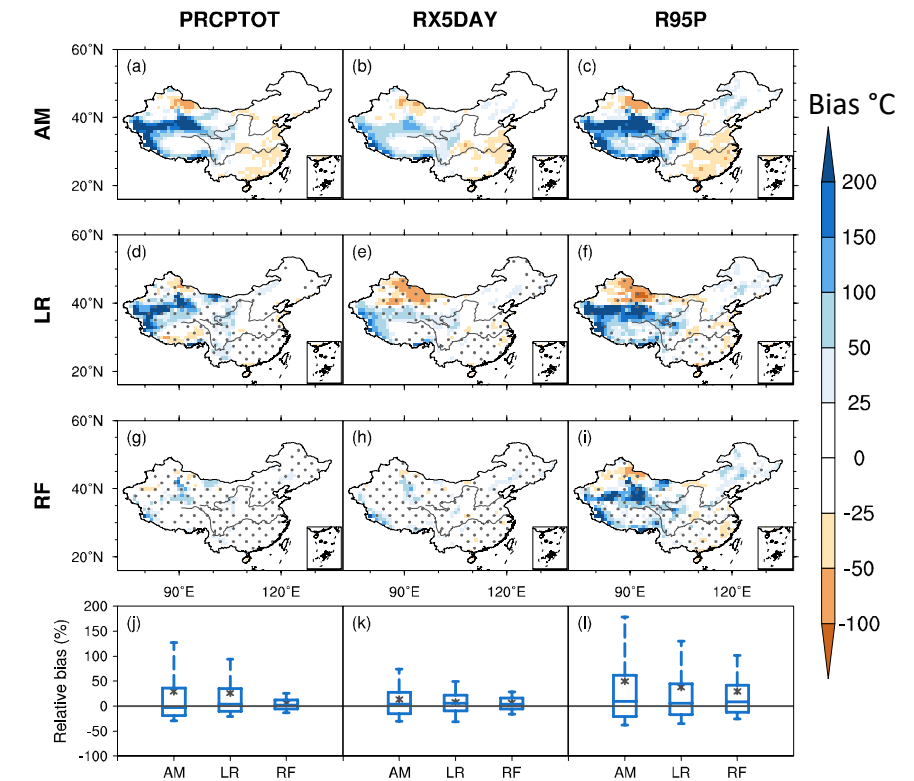 PRCPTOT RX5DAY R95P
60°N (a) (b) (c)
AM 40°N
20°N
Bias °C
60°N (d) (e) (f)
LR 40°N
20°N
60°N (g) (h) (i)
RF 40°N
20°N
90°E 120°E 90°E 120°E 90°E 120°E
200
150
100
50
25
0
-25
-50
-100
Relative bias (%)
200 (j) (k) (l)
150
100
50
0
-50
-100
AM LR RF AM LR RF AM LR RF